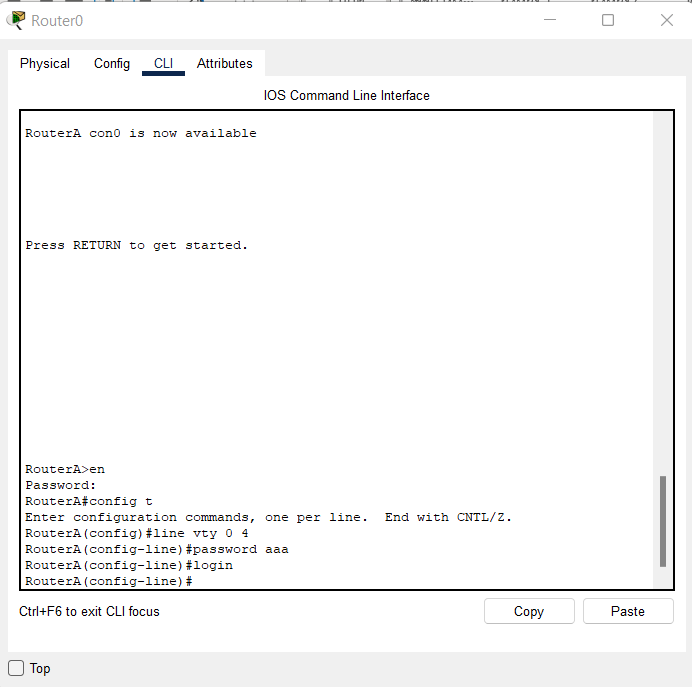 Router0
Physical Config CLI Attributes
IOS Command Line Interface
RouterA con0 is now available
Press RETURN to get started.
RouterA>en
Password:
RouterA#config t
Enter configuration commands, one per line.  End with CNTL/Z.
RouterA(config)#line vty 0 4
RouterA(config-line)#password aaa
RouterA(config-line)#login
RouterA(config-line)#
Ctrl+F6 to exit CLI focus
Copy Paste
Top